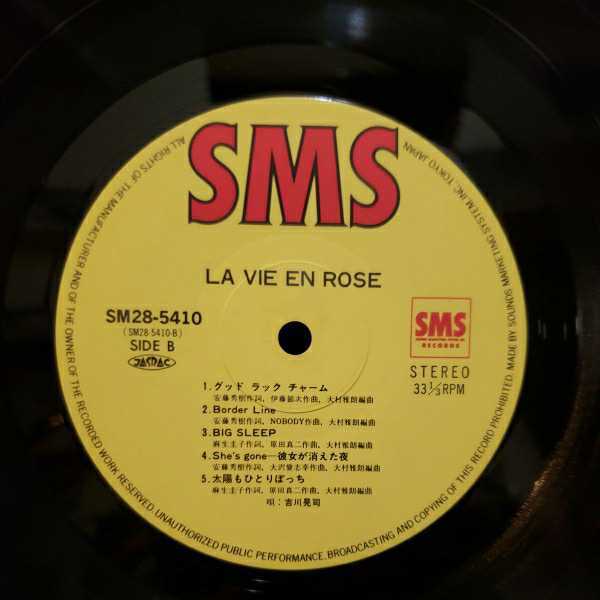 SMS
LA VIE EN ROSE
SM28-5410
(SM28-5410-B)
SIDE B
JASRAC
SMS
RECORDS
STEREO
33 1/3 RPM
1. グッド ラック チャーム
安藤秀樹作詞、伊藤銀次作曲、大村雅朗編曲
2. Border Line
安藤秀樹作詞、NOBODY作曲、大村雅朗編曲
3. BIG SLEEP
麻生圭子作詞、原田真二作曲、大村雅朗編曲
4. She's gone—彼女が消えた夜
安藤秀樹作詞、大沢誉志幸作曲、大村雅朗編曲
5. 太陽もひとりぼっち
麻生圭子作詞、原田真二作曲、大村雅朗編曲
唄：吉川晃司
ALL RIGHTS OF THE MANUFACTURER AND OF THE OWNER OF THE RECORDED WORK RESERVED. UNAUTHORIZED PUBLIC PERFORMANCE, BROADCASTING AND COPYING OF THIS RECORD PROHIBITED. MADE BY SOUNDS MARKETING SYSTEM INC. TOKYO JAPAN.